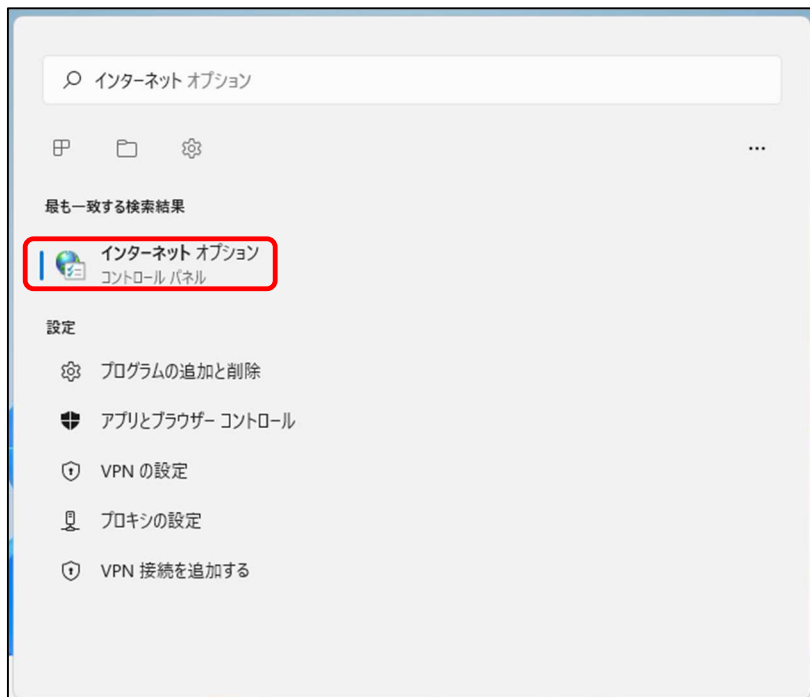 インターネット オプション
最も一致する検索結果
インターネット オプション
コントロール パネル
設定
プログラムの追加と削除
アプリとブラウザー コントロール
VPN の設定
プロキシの設定
VPN 接続を追加する